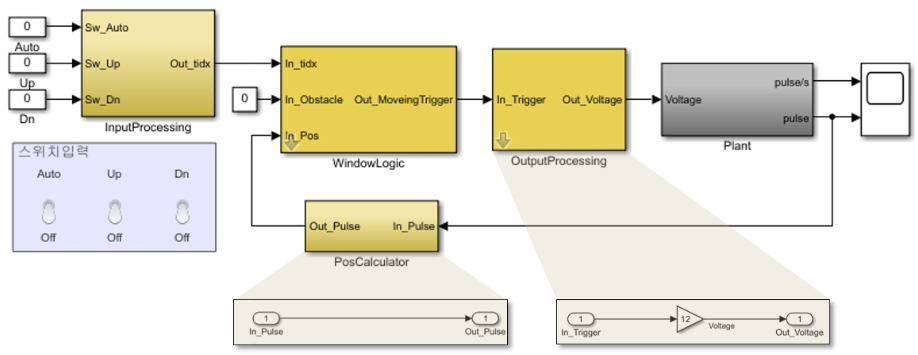 0
Auto
0
Up
0
Dn
Sw_Auto
Sw_Up
Sw_Dn
Out_tidx
InputProcessing
0
In_tidx
In_Obstacle
In_Pos
Out_MoveingTrigger
WindowLogic
In_Trigger
Out_Voltage
OutputProcessing
Voltage
pulse/s
pulse
Plant
스위치입력
Auto Up Dn
Off Off Off
Out_Pulse In_Pulse
PosCalculator
1
In_Pulse
1
Out_Pulse
1
In_Trigger
12
Voltage
1
Out_Voltage